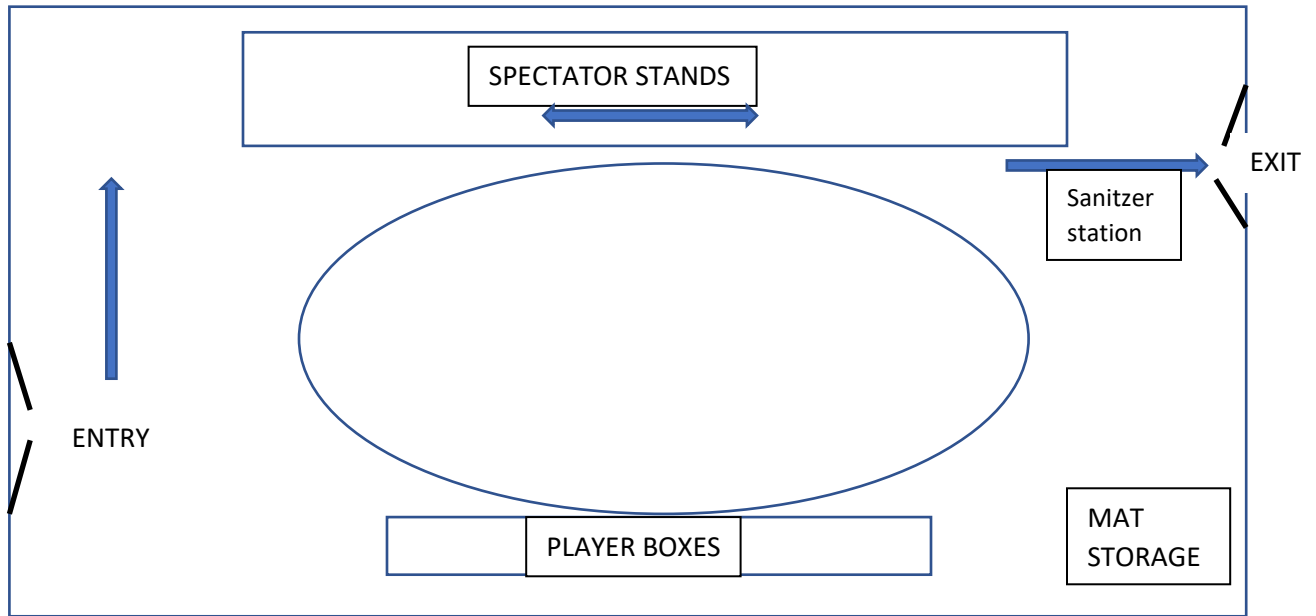 SPECTATOR STANDS
EXIT
Sanitzer
station
ENTRY
MAT
STORAGE
PLAYER BOXES